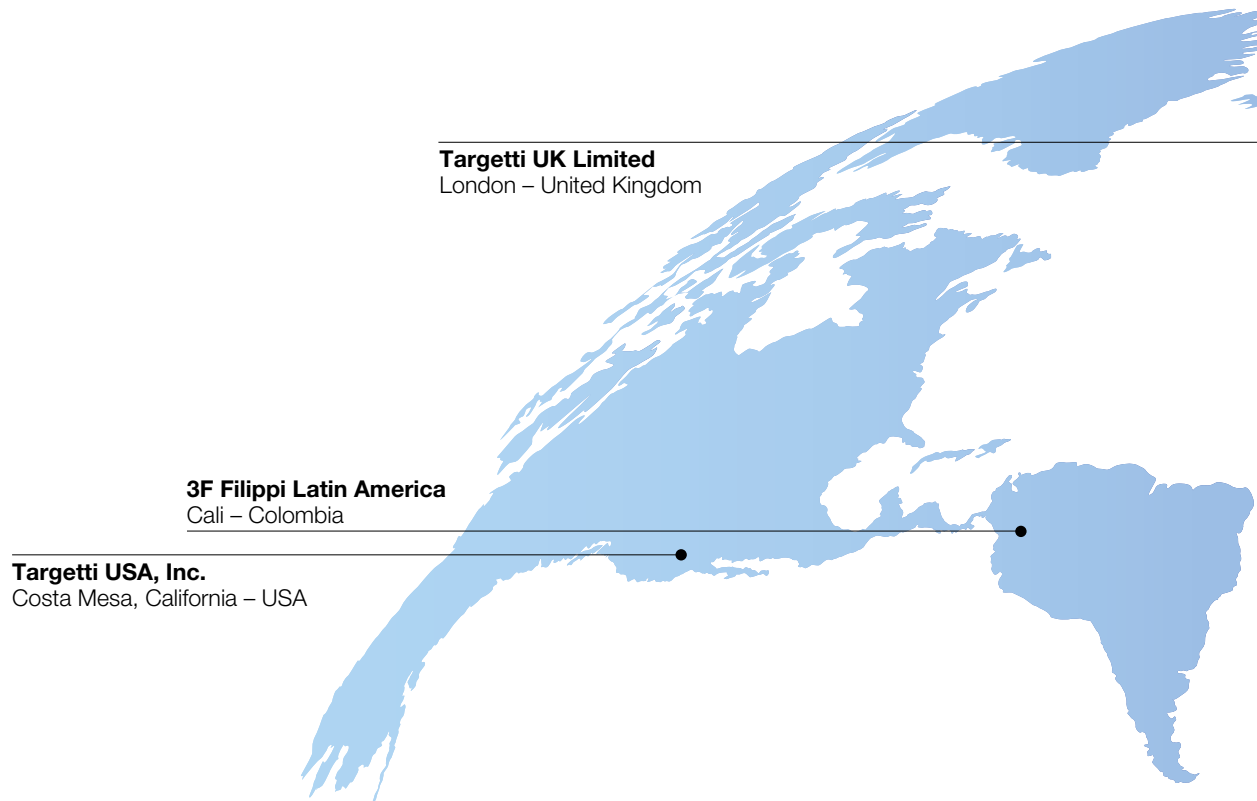 Targetti UK Limited
London – United Kingdom
3F Filippi Latin America
Cali – Colombia
Targetti USA, Inc.
Costa Mesa, California – USA